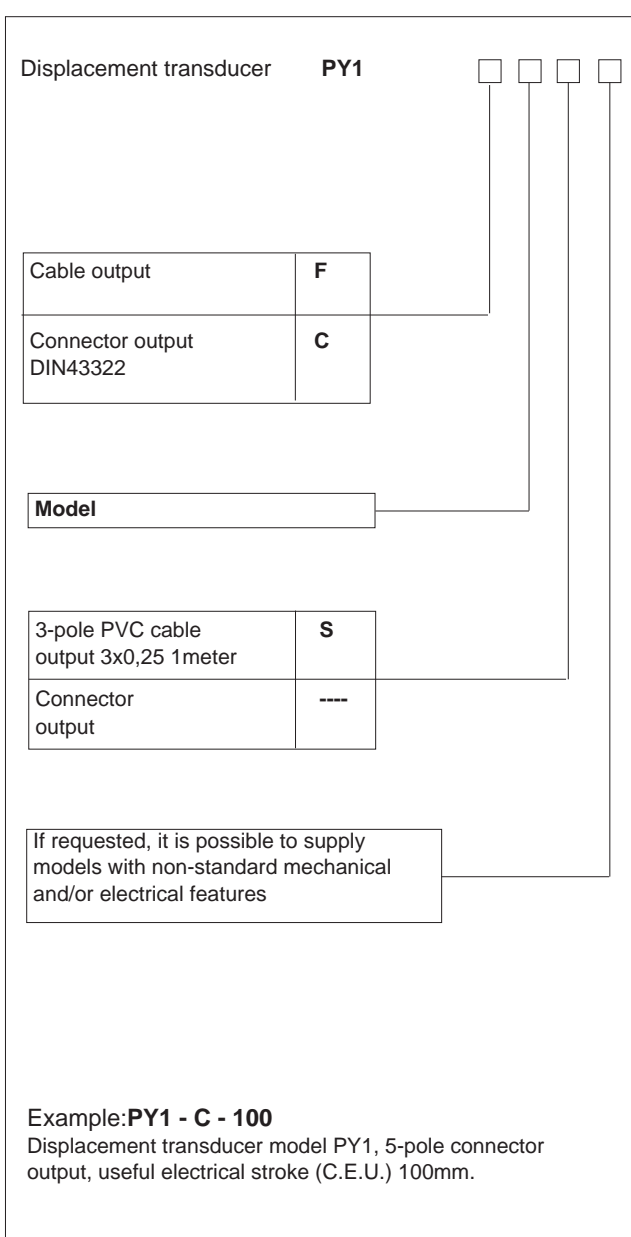 Displacement transducer PY1
Cable output F
Connector output C
DIN43322
Model
3-pole PVC cable S
output 3x0,25 1meter
Connector ----
output
If requested, it is possible to supply
models with non-standard mechanical
and/or electrical features
Example:PY1 - C - 100
Displacement transducer model PY1, 5-pole connector
output, useful electrical stroke (C.E.U.) 100mm.